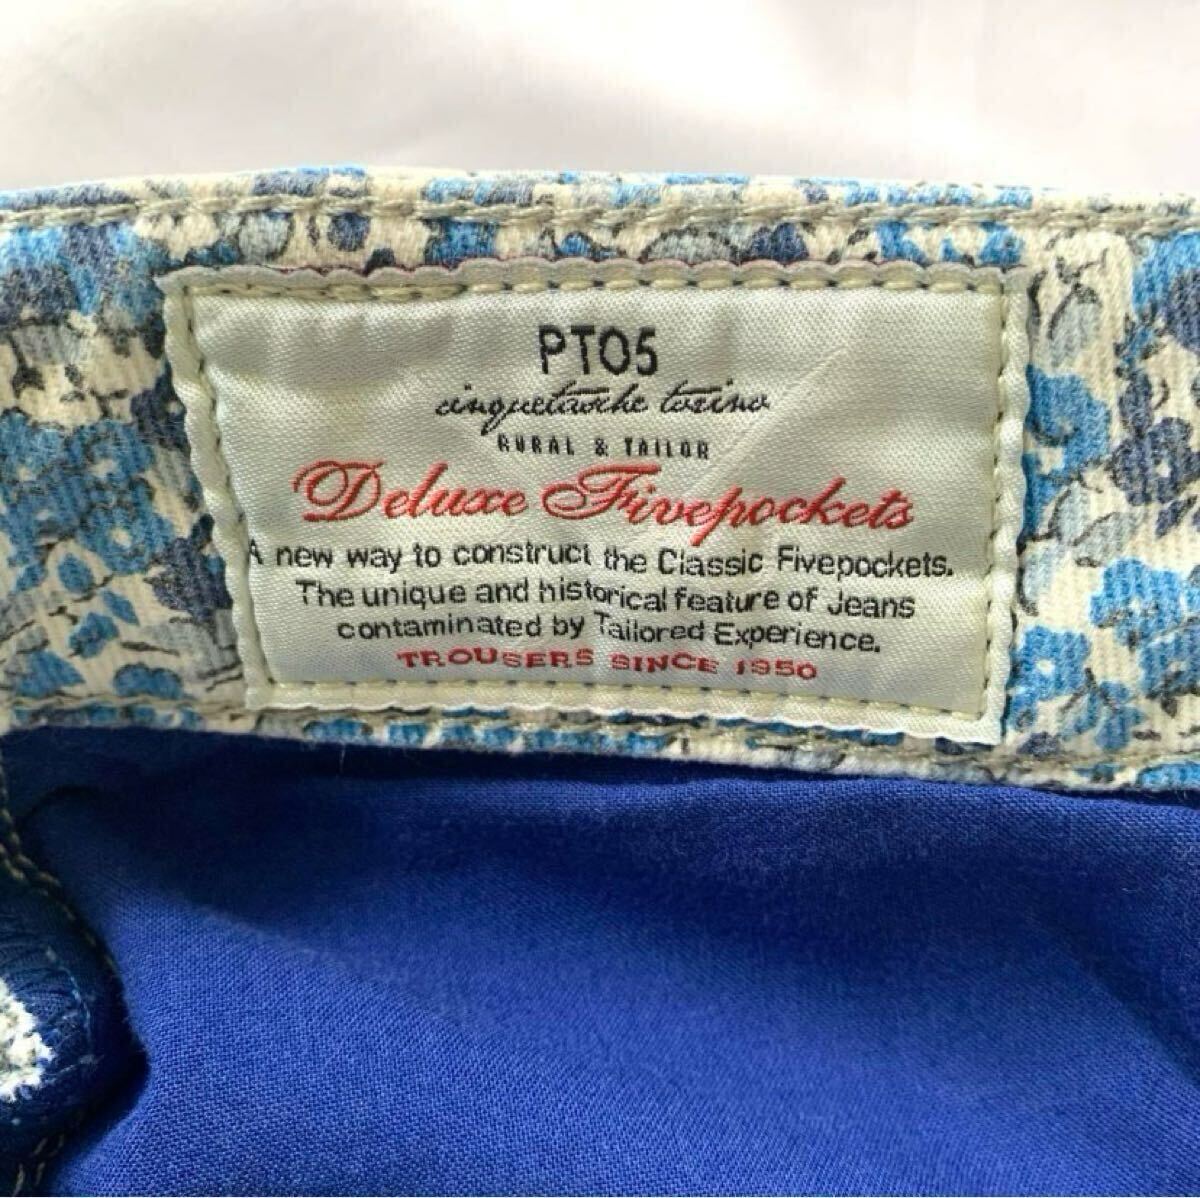 PT05
cinquetasche torino
RURAL & TAILOR
Deluxe Fivepockets
A new way to construct the Classic Fivepockets.
The unique and historical feature of Jeans
contaminated by Tailored Experience.
TROUSERS SINCE 1950